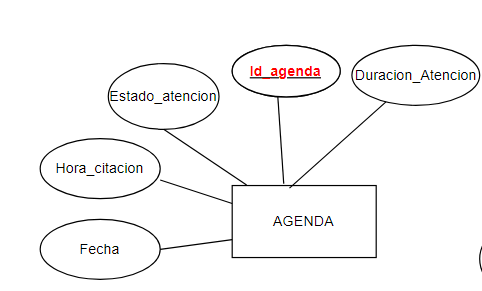 Id_agenda
Duracion_Atencion
Estado_atencion
Hora_citacion
AGENDA
Fecha